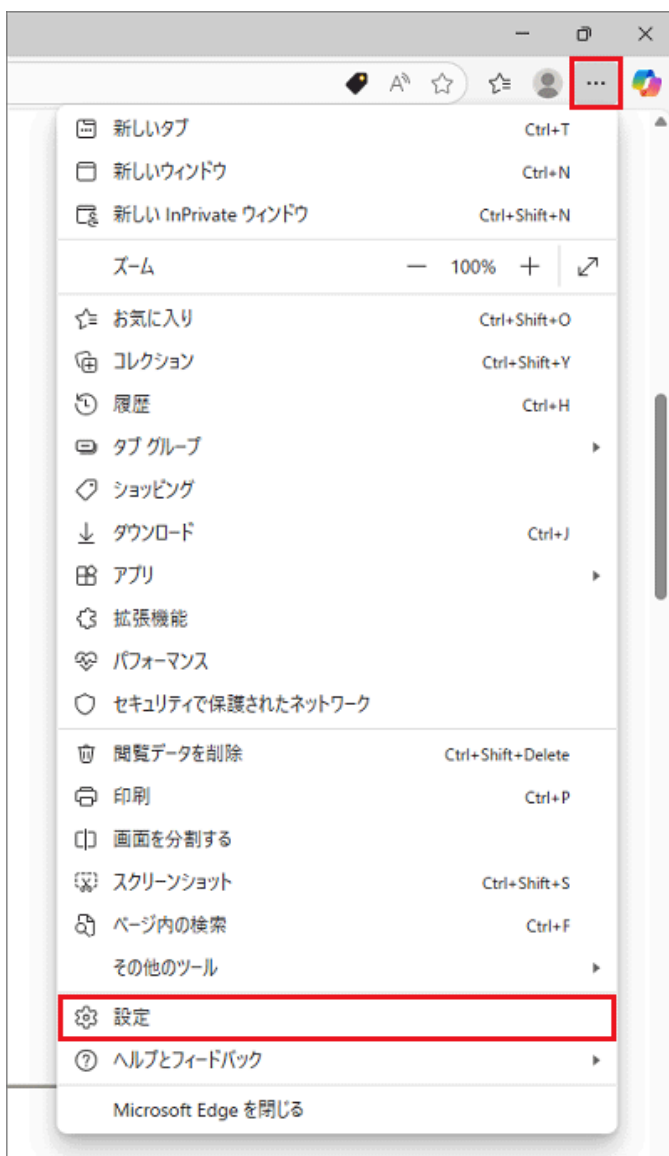 新しいタブ Ctrl+T
新しいウィンドウ Ctrl+N
新しい InPrivate ウィンドウ Ctrl+Shift+N
ズーム — 100% +
お気に入り Ctrl+Shift+O
コレクション Ctrl+Shift+Y
履歴 Ctrl+H
タブ グループ
ショッピング
ダウンロード Ctrl+J
アプリ
拡張機能
パフォーマンス
セキュリティで保護されたネットワーク
閲覧データを削除 Ctrl+Shift+Delete
印刷 Ctrl+P
画面を分割する
スクリーンショット Ctrl+Shift+S
ページ内の検索 Ctrl+F
その他のツール
設定
ヘルプとフィードバック
Microsoft Edge を閉じる